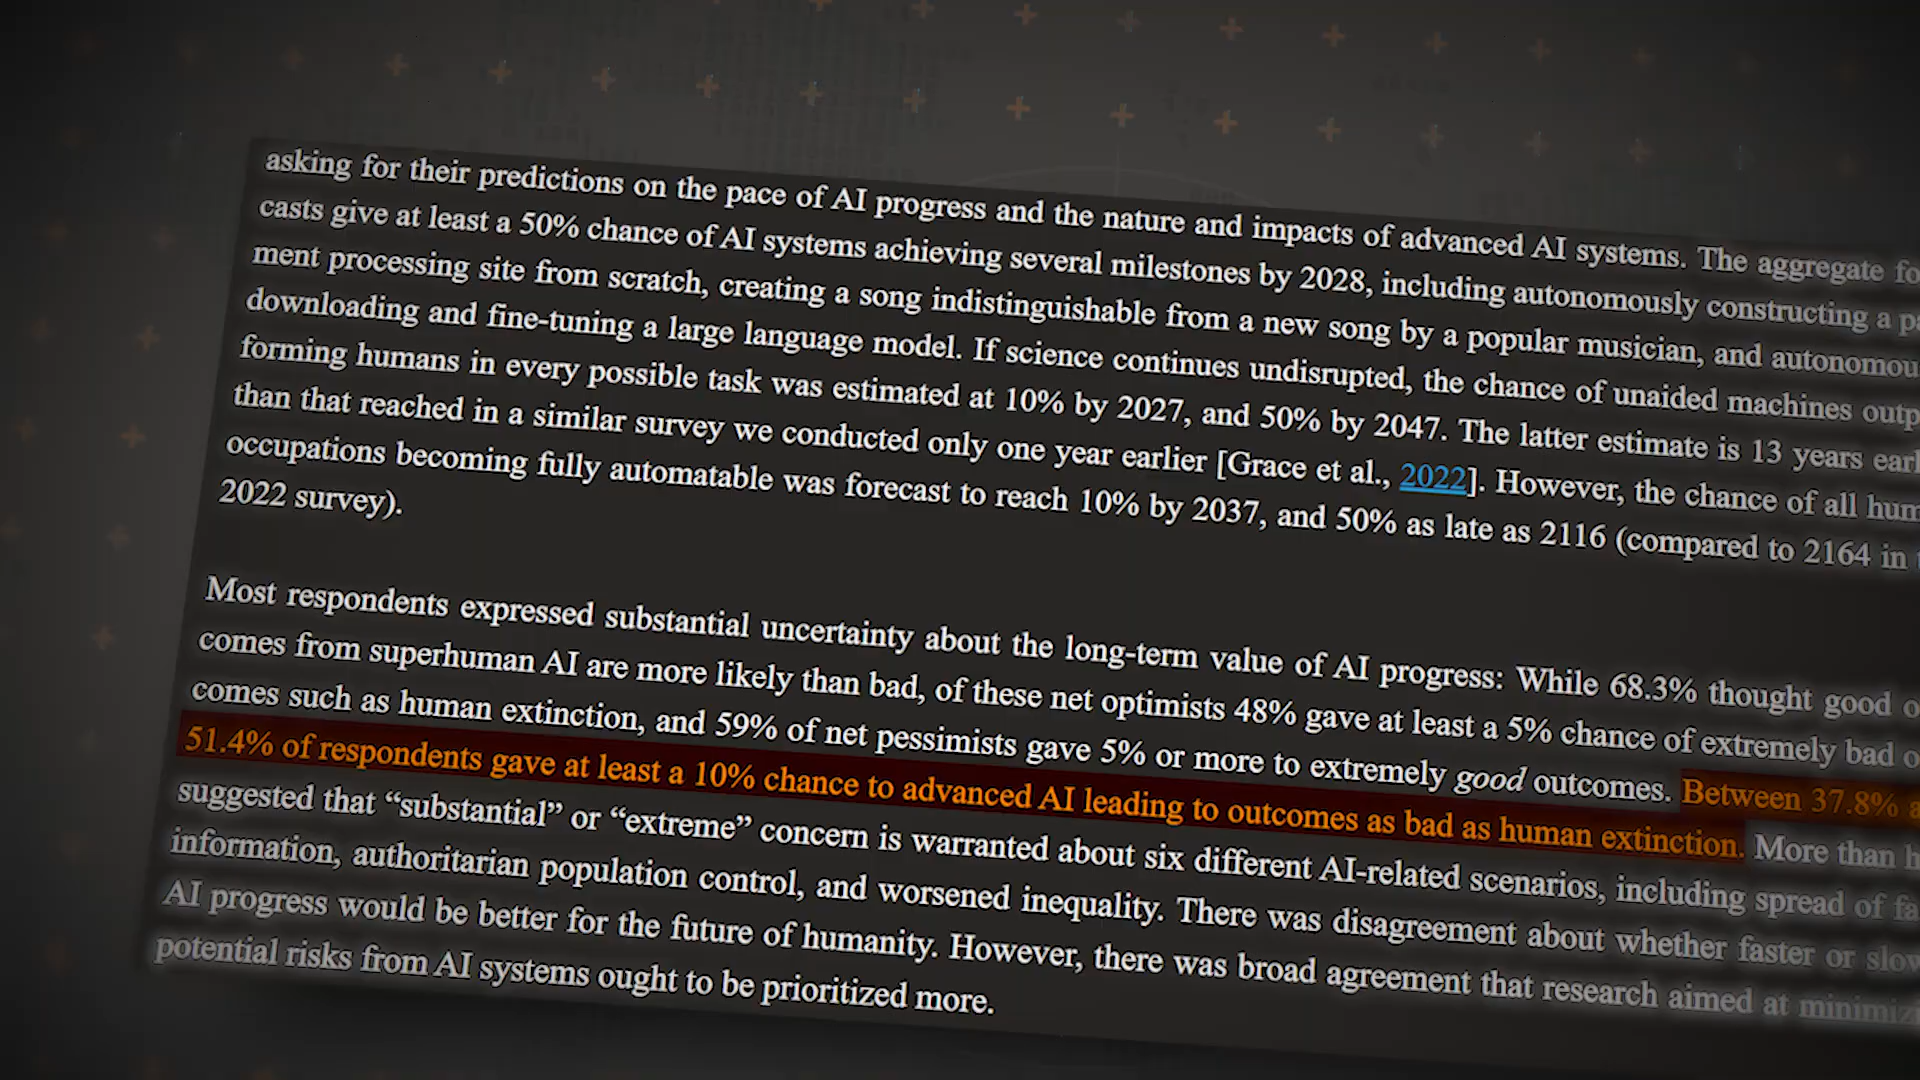 asking for their predictions on the pace of AI progress and the nature and impacts of advanced AI systems. The aggregate fo
casts give at least a 50% chance of AI systems achieving several milestones by 2028, including autonomously constructing a pa
ment processing site from scratch, creating a song indistinguishable from a new song by a popular musician, and autonomou
downloading and fine-tuning a large language model. If science continues undisrupted, the chance of unaided machines outp
forming humans in every possible task was estimated at 10% by 2027, and 50% by 2047. The latter estimate is 13 years earl
than that reached in a similar survey we conducted only one year earlier [Grace et al., 2022]. However, the chance of all hum
occupations becoming fully automatable was forecast to reach 10% by 2037, and 50% as late as 2116 (compared to 2164 in t
2022 survey).
Most respondents expressed substantial uncertainty about the long-term value of AI progress: While 68.3% thought good o
comes from superhuman AI are more likely than bad, of these net optimists 48% gave at least a 5% chance of extremely bad o
comes such as human extinction, and 59% of net pessimists gave 5% or more to extremely good outcomes. Between 37.8% a
51.4% of respondents gave at least a 10% chance to advanced AI leading to outcomes as bad as human extinction. More than h
suggested that “substantial” or “extreme” concern is warranted about six different AI-related scenarios, including spread of fa
information, authoritarian population control, and worsened inequality. There was disagreement about whether faster or slow
AI progress would be better for the future of humanity. However, there was broad agreement that research aimed at minimizi
potential risks from AI systems ought to be prioritized more.